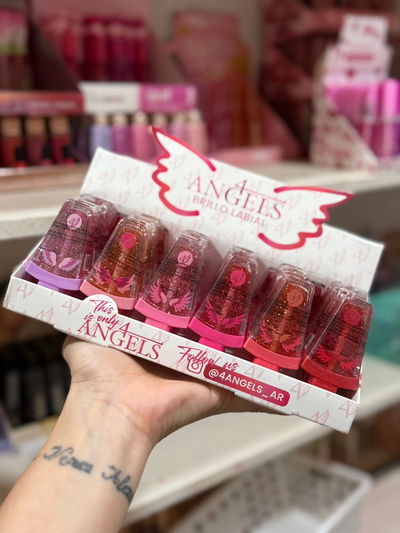 4 ANGELS
BRILLO LABIAL
This
is only
4 ANGELS
Follow us
@4ANGELS_AR